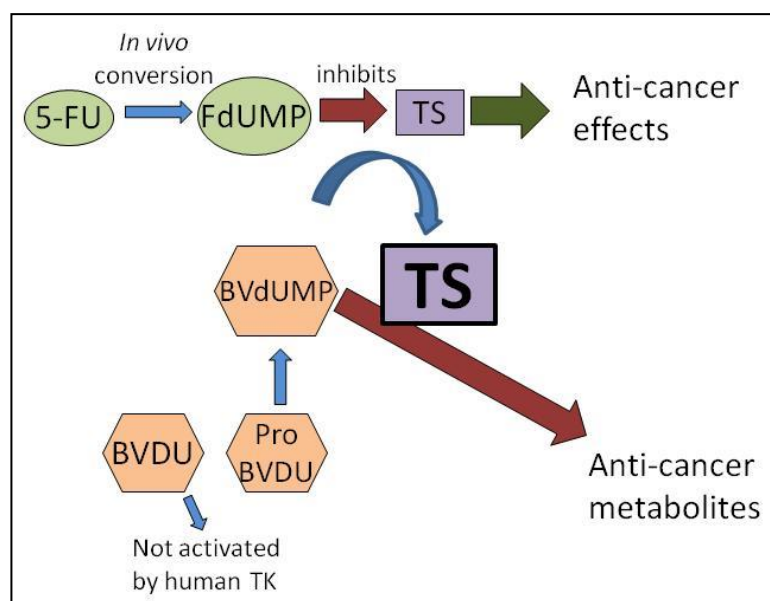 In vivo
conversion
inhibits
5-FU
FdUMP
TS
Anti-cancer
effects
BVdUMP
TS
BVDU
Pro
BVDU
Anti-cancer
metabolites
Not activated
by human TK